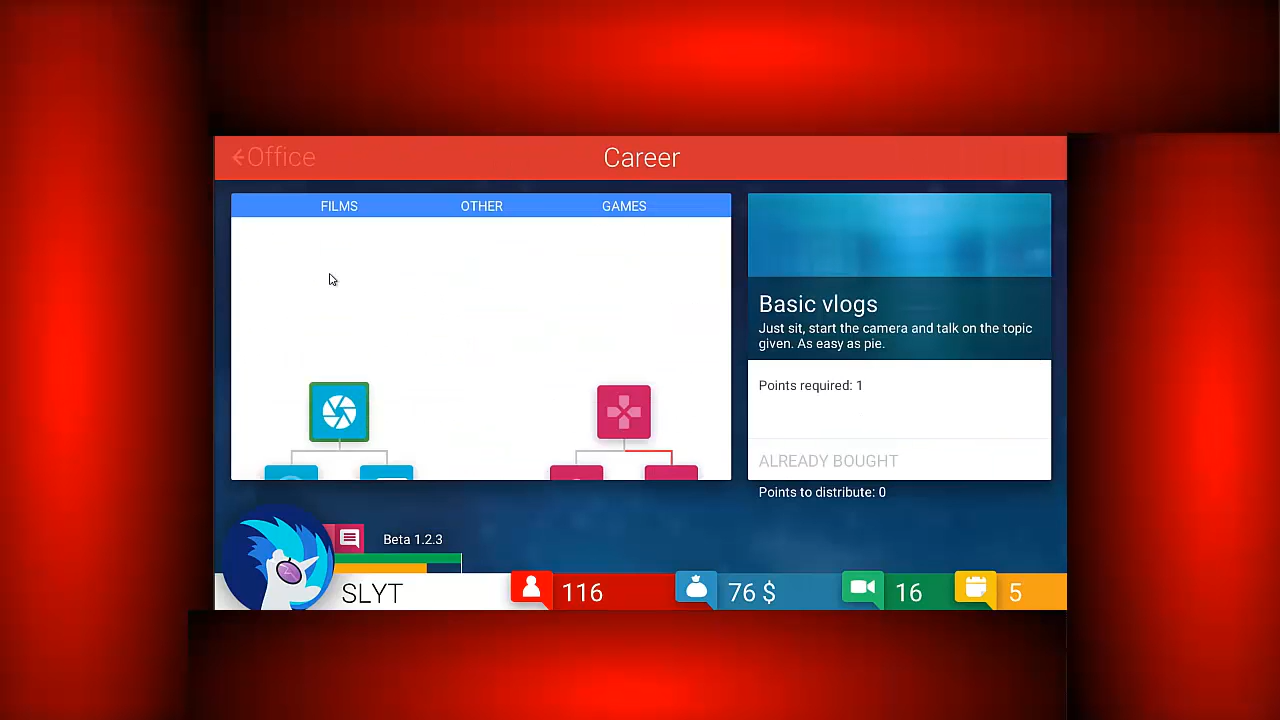 Office
Career
FILMS
OTHER
GAMES
Basic vlogs
Just sit, start the camera and talk on the topic
given. As easy as pie.
Points required: 1
ALREADY BOUGHT
Points to distribute: 0
Beta 1.2.3
SLYT
116
76 $
16
5